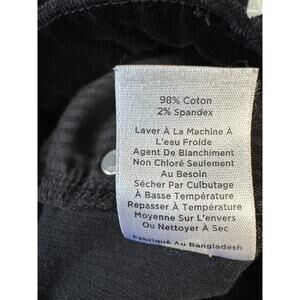 98% Coton
2% Spandex
Laver À La Machine À
L'eau Froide
Agent De Blanchiment
Non Chloré Seulement
Au Besoin
Sécher Par Culbutage
À Basse Température
Repasser À Température
Moyenne Sur L'envers
Ou Nettoyer À Sec
Fabriqué Au Bangladesh